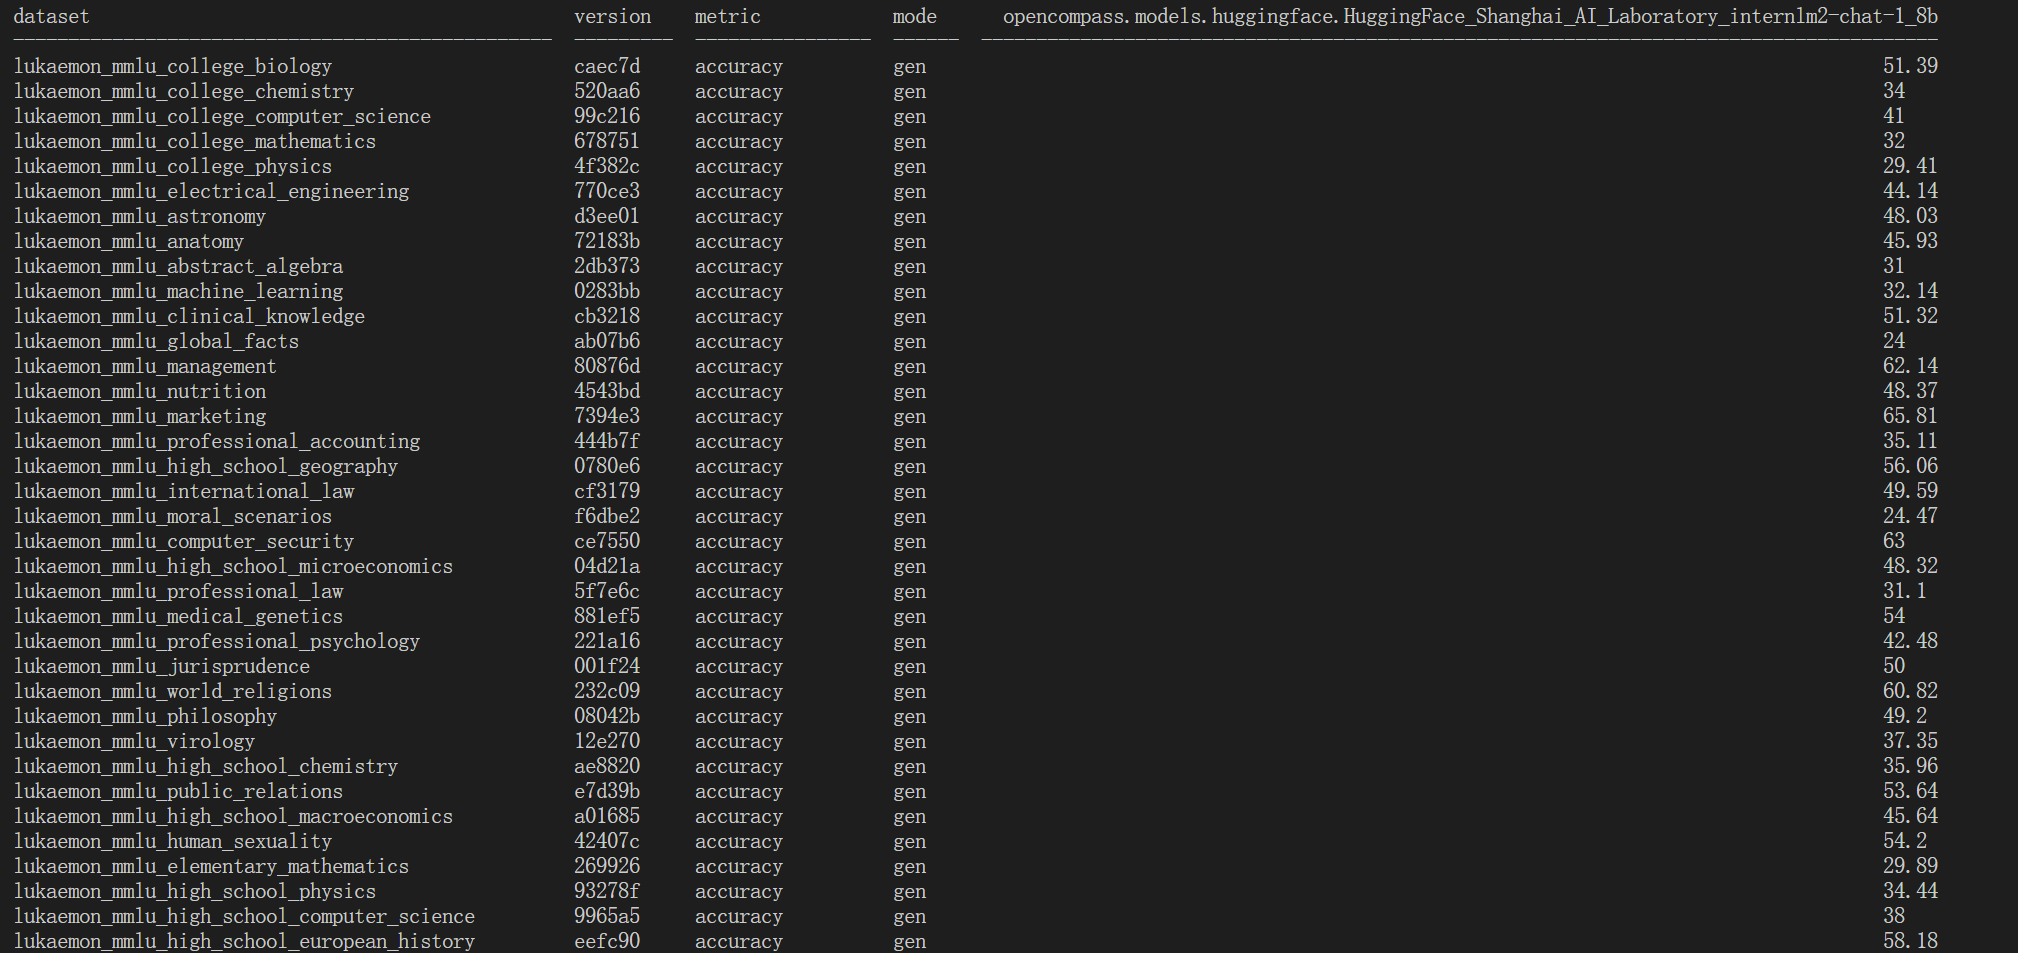 dataset version metric mode opencompass.models.huggingface.HuggingFace_Shanghai_AI_Laboratory_internlm2-chat-1_8b
lukaemon_mmlu_college_biology caec7d accuracy gen 51.39
lukaemon_mmlu_college_chemistry 520aa6 accuracy gen 34
lukaemon_mmlu_college_computer_science 99c216 accuracy gen 41
lukaemon_mmlu_college_mathematics 678751 accuracy gen 32
lukaemon_mmlu_college_physics 4f382c accuracy gen 29.41
lukaemon_mmlu_electrical_engineering 770ce3 accuracy gen 44.14
lukaemon_mmlu_astronomy d3ee01 accuracy gen 48.03
lukaemon_mmlu_anatomy 72183b accuracy gen 45.93
lukaemon_mmlu_abstract_algebra 2db373 accuracy gen 31
lukaemon_mmlu_machine_learning 0283bb accuracy gen 32.14
lukaemon_mmlu_clinical_knowledge cb3218 accuracy gen 51.32
lukaemon_mmlu_global_facts ab07b6 accuracy gen 24
lukaemon_mmlu_management 80876d accuracy gen 62.14
lukaemon_mmlu_nutrition 4543bd accuracy gen 48.37
lukaemon_mmlu_marketing 7394e3 accuracy gen 65.81
lukaemon_mmlu_professional_accounting 444b7f accuracy gen 35.11
lukaemon_mmlu_high_school_geography 0780e6 accuracy gen 56.06
lukaemon_mmlu_international_law cf3179 accuracy gen 49.59
lukaemon_mmlu_moral_scenarios f6dbe2 accuracy gen 24.47
lukaemon_mmlu_computer_security ce7550 accuracy gen 63
lukaemon_mmlu_high_school_microeconomics 04d21a accuracy gen 48.32
lukaemon_mmlu_professional_law 5f7e6c accuracy gen 31.1
lukaemon_mmlu_medical_genetics 881ef5 accuracy gen 54
lukaemon_mmlu_professional_psychology 221a16 accuracy gen 42.48
lukaemon_mmlu_jurisprudence 001f24 accuracy gen 50
lukaemon_mmlu_world_religions 232c09 accuracy gen 60.82
lukaemon_mmlu_philosophy 08042b accuracy gen 49.2
lukaemon_mmlu_virology 12e270 accuracy gen 37.35
lukaemon_mmlu_high_school_chemistry ae8820 accuracy gen 35.96
lukaemon_mmlu_public_relations e7d39b accuracy gen 53.64
lukaemon_mmlu_high_school_macroeconomics a01685 accuracy gen 45.64
lukaemon_mmlu_human_sexuality 42407c accuracy gen 54.2
lukaemon_mmlu_elementary_mathematics 269926 accuracy gen 29.89
lukaemon_mmlu_high_school_physics 93278f accuracy gen 34.44
lukaemon_mmlu_high_school_computer_science 9965a5 accuracy gen 38
lukaemon_mmlu_high_school_european_history eefc90 accuracy gen 58.18